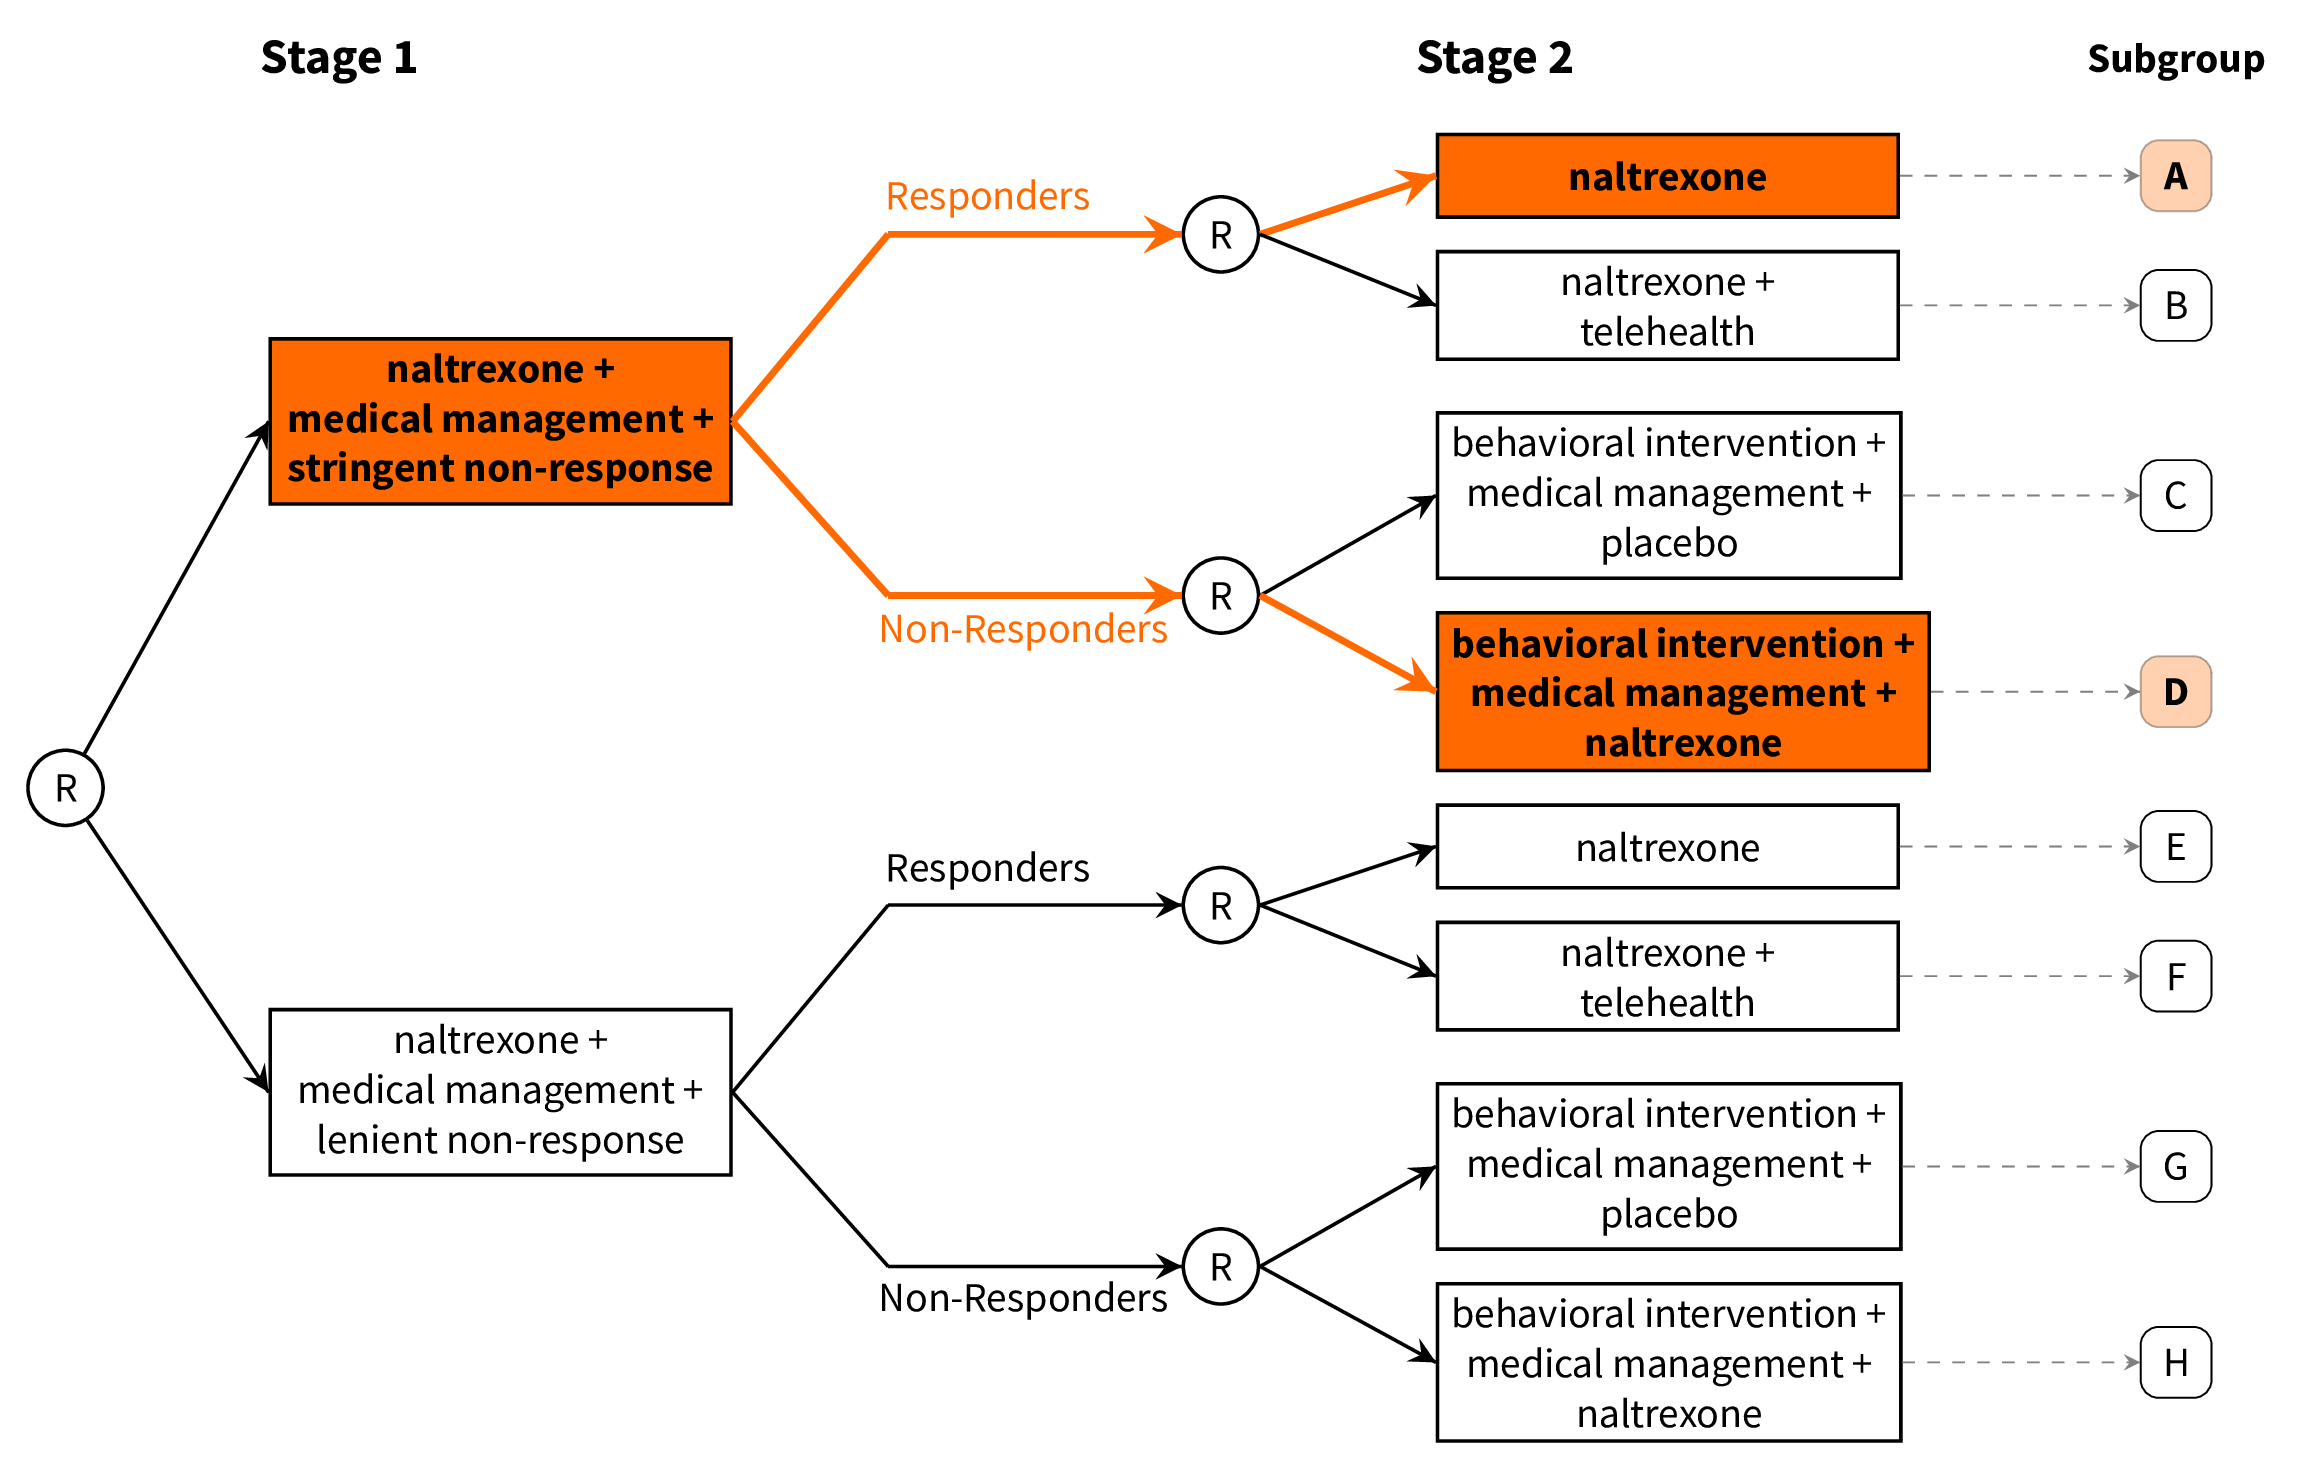 Stage 1
Stage 2
Subgroup
Responders
R
naltrexone
A
naltrexone +
telehealth
B
naltrexone +
medical management +
stringent non-response
Non-Responders
R
behavioral intervention +
medical management +
placebo
C
behavioral intervention +
medical management +
naltrexone
D
R
Responders
R
naltrexone
E
naltrexone +
telehealth
F
naltrexone +
medical management +
lenient non-response
Non-Responders
R
behavioral intervention +
medical management +
placebo
G
behavioral intervention +
medical management +
naltrexone
H